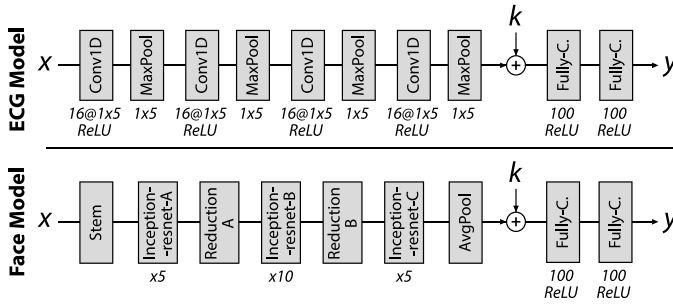 ECG Model
x
Conv1D
MaxPool
Conv1D
MaxPool
Conv1D
MaxPool
Conv1D
MaxPool
k
+
Fully-C.
Fully-C.
y
16@1x5
ReLU
1x5
16@1x5
ReLU
1x5
16@1x5
ReLU
1x5
16@1x5
ReLU
1x5
100
ReLU
100
ReLU
Face Model
x
Stem
Inception-
-resnet-A
Reduction
A
Inception-
-resnet-B
Reduction
B
Inception-
-resnet-C
AvgPool
k
+
Fully-C.
Fully-C.
y
x5
x10
x5
100
ReLU
100
ReLU